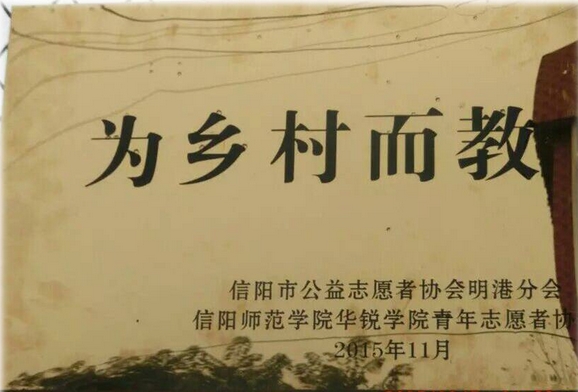 为乡村而教
信阳市公益志愿者协会明港分会
信阳师范学院华锐学院青年志愿者协
2015年11月